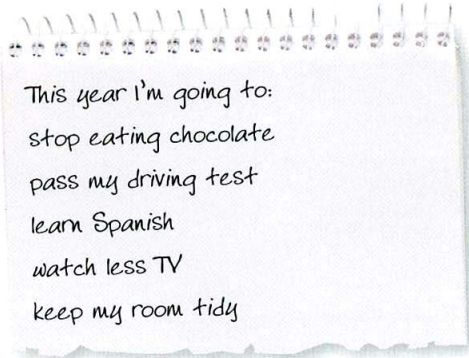 This year I'm going to:
stop eating chocolate
pass my driving test
learn Spanish
watch less TV
keep my room tidy